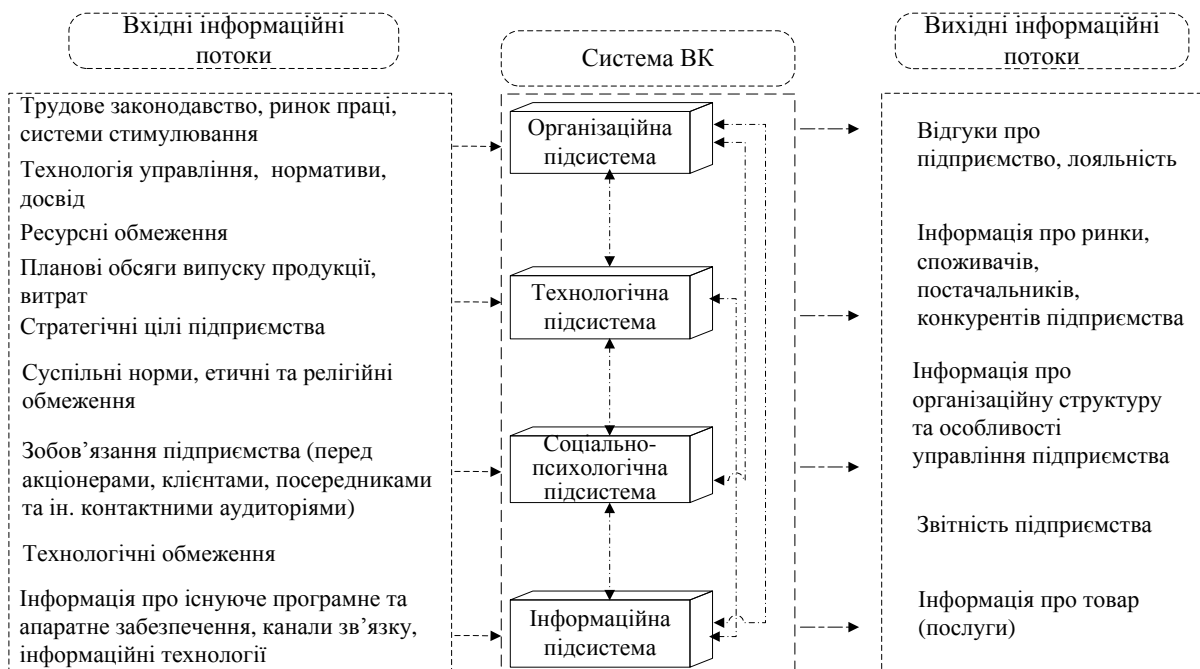 Вхідні інформаційні
потоки
Система ВК
Вихідні інформаційні
потоки
Трудове законодавство, ринок праці,
системи стимулювання
Технологія управління, нормативи,
досвід
Ресурсні обмеження
Планові обсяги випуску продукції,
витрат
Стратегічні цілі підприємства
Суспільні норми, етичні та релігійні
обмеження
Зобов’язання підприємства (перед
акціонерами, клієнтами, посередниками
та ін. контактними аудиторіями)
Технологічні обмеження
Інформація про існуюче програмне та
апаратне забезпечення, канали зв’язку,
інформаційні технології
Організаційна
підсистема
Технологічна
підсистема
Соціально-
психологічна
підсистема
Інформаційна
підсистема
Відгуки про
підприємство, лояльність
Інформація про ринки,
споживачів,
постачальників,
конкурентів підприємства
Інформація про
організаційну структуру
та особливості
управління підприємства
Звітність підприємства
Інформація про товар
(послуги)